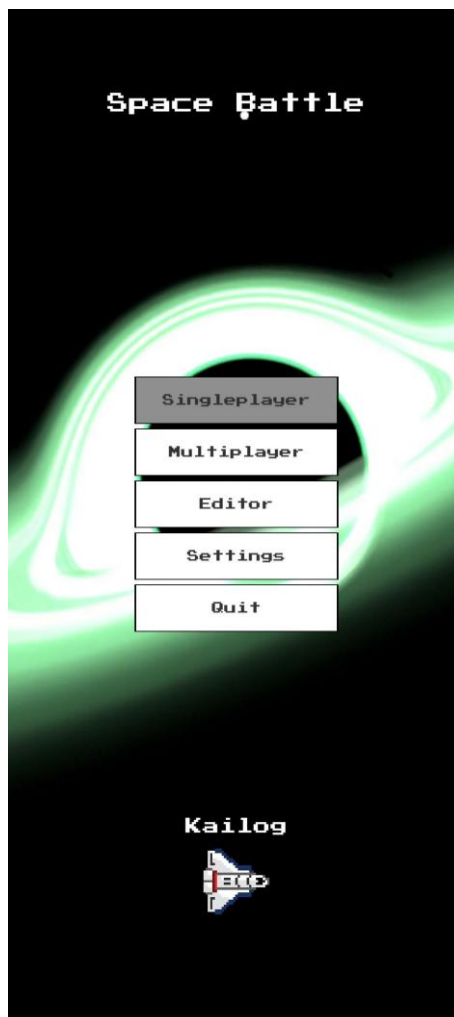 Space Battle
Singleplayer
Multiplayer
Editor
Settings
Quit
Kailog